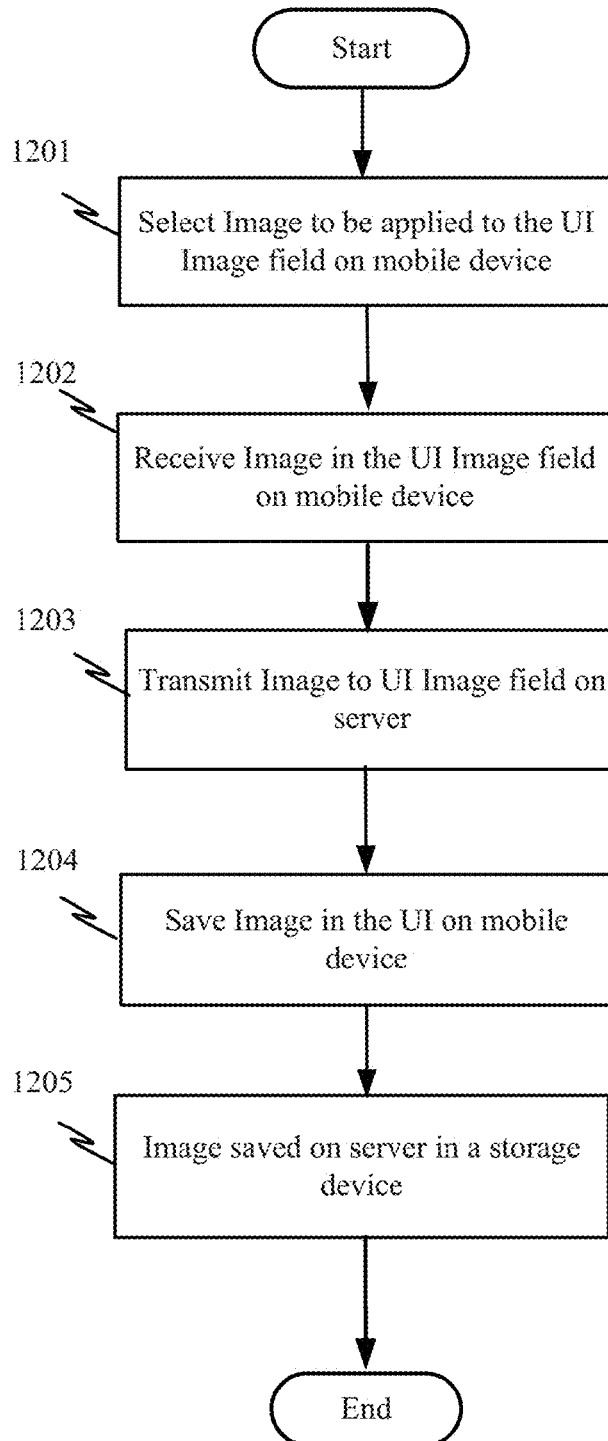 Start
1201
Select Image to be applied to the UI
Image field on mobile device
1202
Receive Image in the UI Image field
on mobile device
1203
Transmit Image to UI Image field on
server
1204
Save Image in the UI on mobile
device
1205
Image saved on server in a storage
device
End